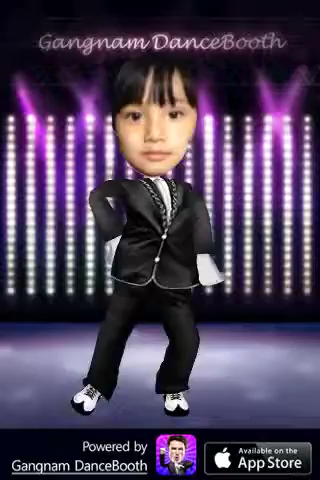 Gangnam DanceBooth
Powered by
Gangnam DanceBooth
Available on the
App Store